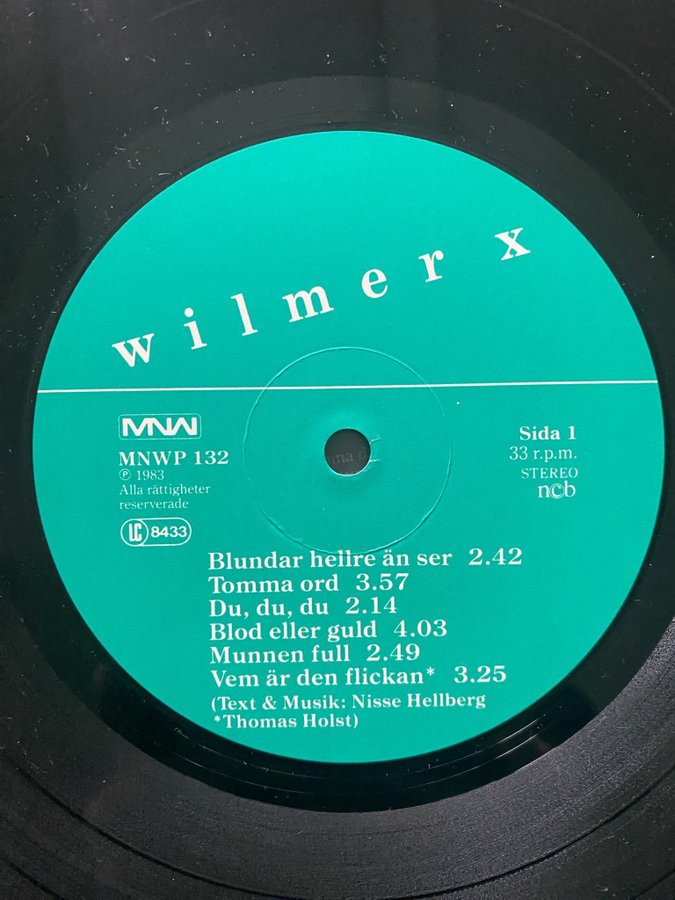 wilmer x
MNW
MNWP 132
℗ 1983
Alla rättigheter
reserverade
LC 8433
Sida 1
33 r.p.m.
STEREO
ncb
Blundar hellre än ser 2.42
Tomma ord 3.57
Du, du, du 2.14
Blod eller guld 4.03
Munnen full 2.49
Vem är den flickan* 3.25
(Text & Musik: Nisse Hellberg
*Thomas Holst)